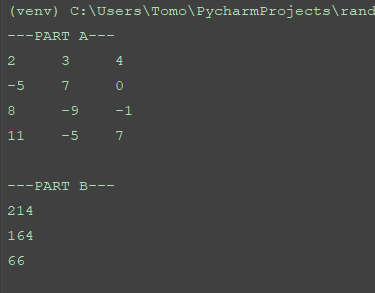 (venv) C:\Users\Tomo\PycharmProjects\rand
---PART A---
2 3 4
-5 7 0
8 -9 -1
11 -5 7
---PART B---
214
164
66